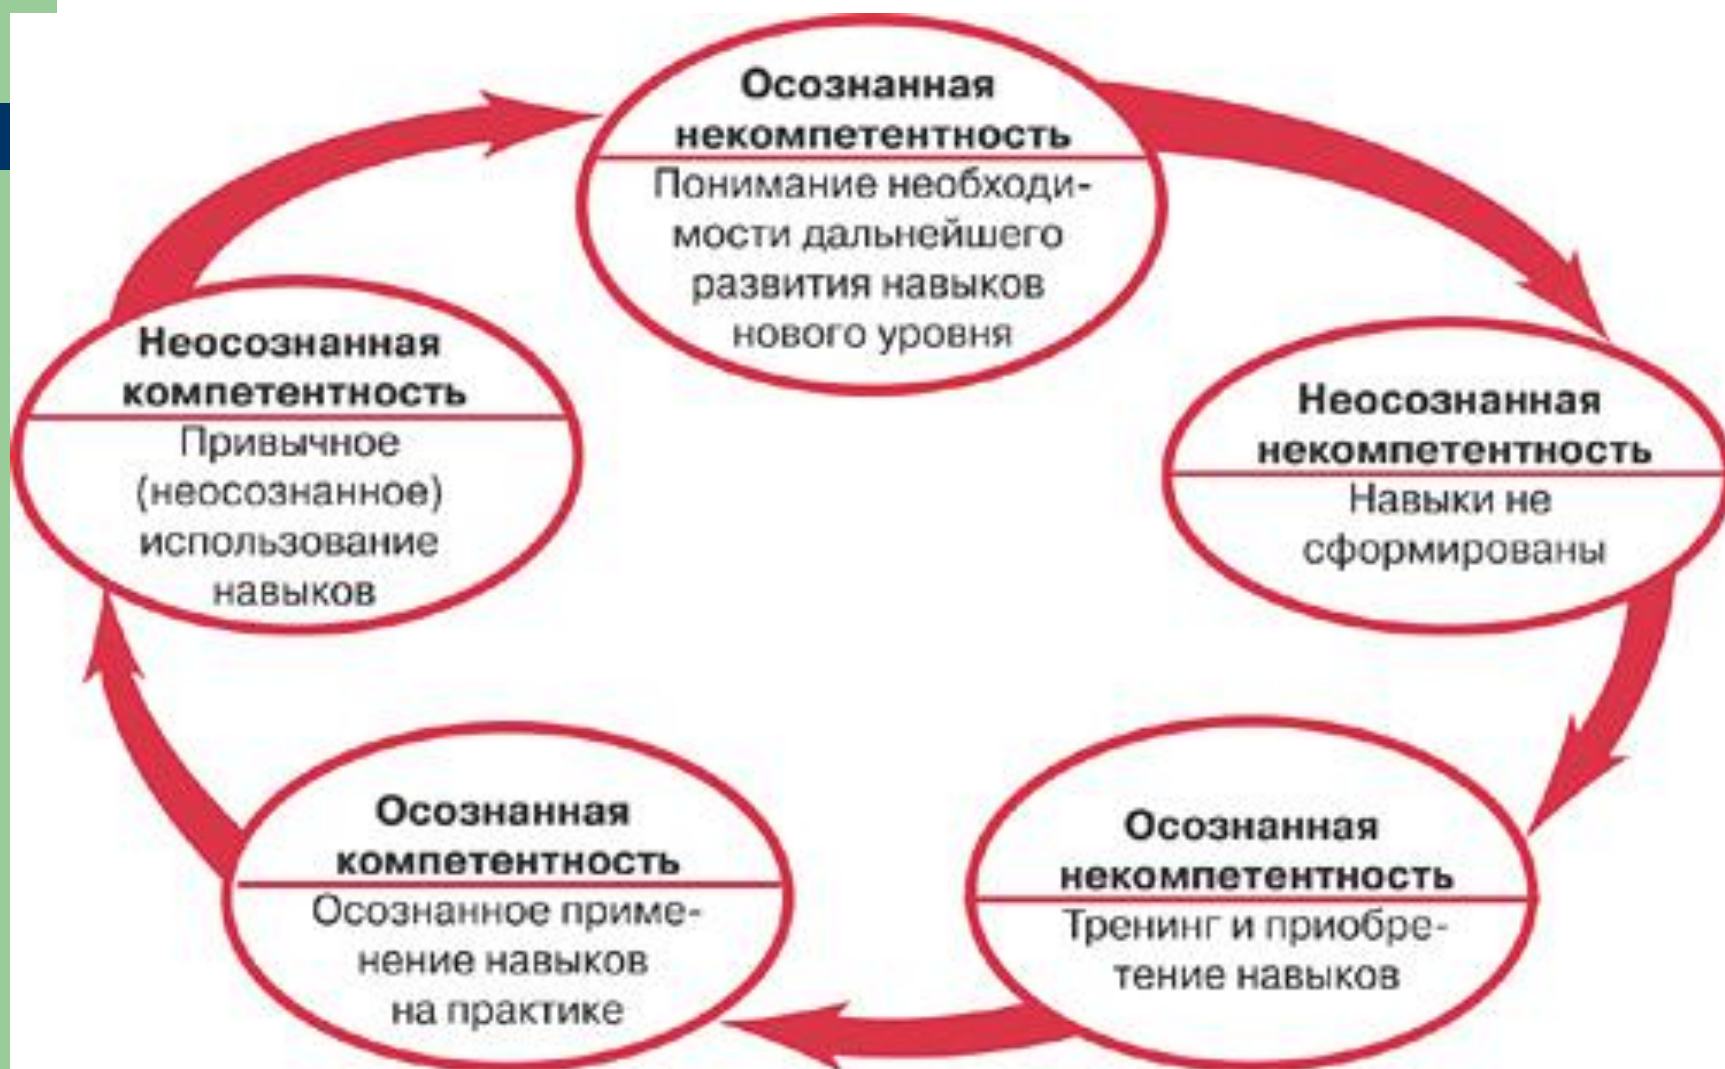 Осознанная
некомпетентность
Понимание необходи-
мости дальнейшего
развития навыков
нового уровня
Неосознанная
некомпетентность
Навыки не
сформированы
Осознанная
некомпетентность
Тренинг и приобре-
тение навыков
Осознанная
компетентность
Осознанное приме-
нение навыков
на практике
Неосознанная
компетентность
Привычное
(неосознанное)
использование
навыков